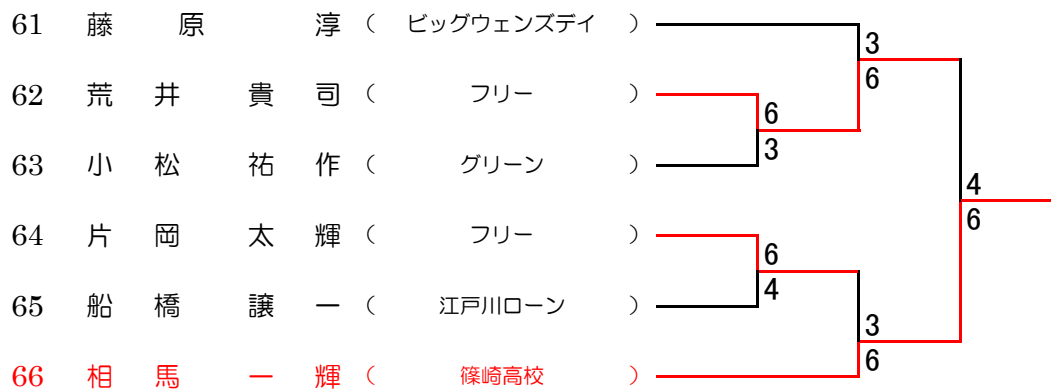 61 藤原 淳 ( ビッグウェンズデイ )
3
6
62 荒井 貴司 ( フリー )
6
3
63 小松 祐作 ( グリーン )
4
6
64 片岡 太輝 ( フリー )
6
4
65 船橋 譲一 ( 江戸川ローン )
3
6
66 相馬 一輝 ( 篠崎高校 )